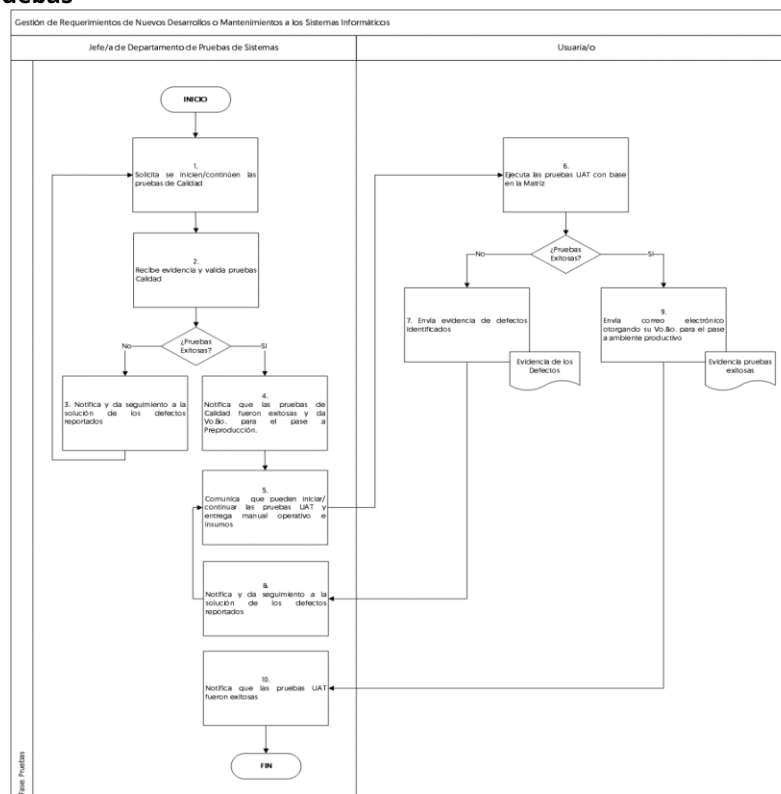 Gestión de Requerimientos de Nuevos Desarrollos o Mantenimientos a los Sistemas Informáticos
Jefe/a de Departamento de Pruebas de Sistemas
Usuaria/o
INICIO
1.
Solicita se inicien/continúen las
pruebas de Calidad
2.
Recibe evidencia y valida pruebas
Calidad
¿Pruebas
Exitosas?
No
SI
3. Notifica y da seguimiento a la
solución de los defectos
reportados
4.
Notifica que las pruebas de
Calidad fueron exitosas y da
Vo.Bo. para el pase a
Preproducción.
5.
Comunica que pueden iniciar/
continuar las pruebas UAT y
entrega manual operativo e
insumos
6.
Ejecuta las pruebas UAT con base
en la Matriz
¿Pruebas
Exitosas?
No
SI
7. Envía evidencia de defectos
identificados
Evidencia de los
Defectos
9.
Envía correo electrónico
otorgando su Vo.Bo. para el pase
a ambiente productivo
Evidencia pruebas
exitosas
8.
Notifica y da seguimiento a la
solución de los defectos
reportados
10.
Notifica que las pruebas UAT
fueron exitosas
FIN
Fase: Pruebas